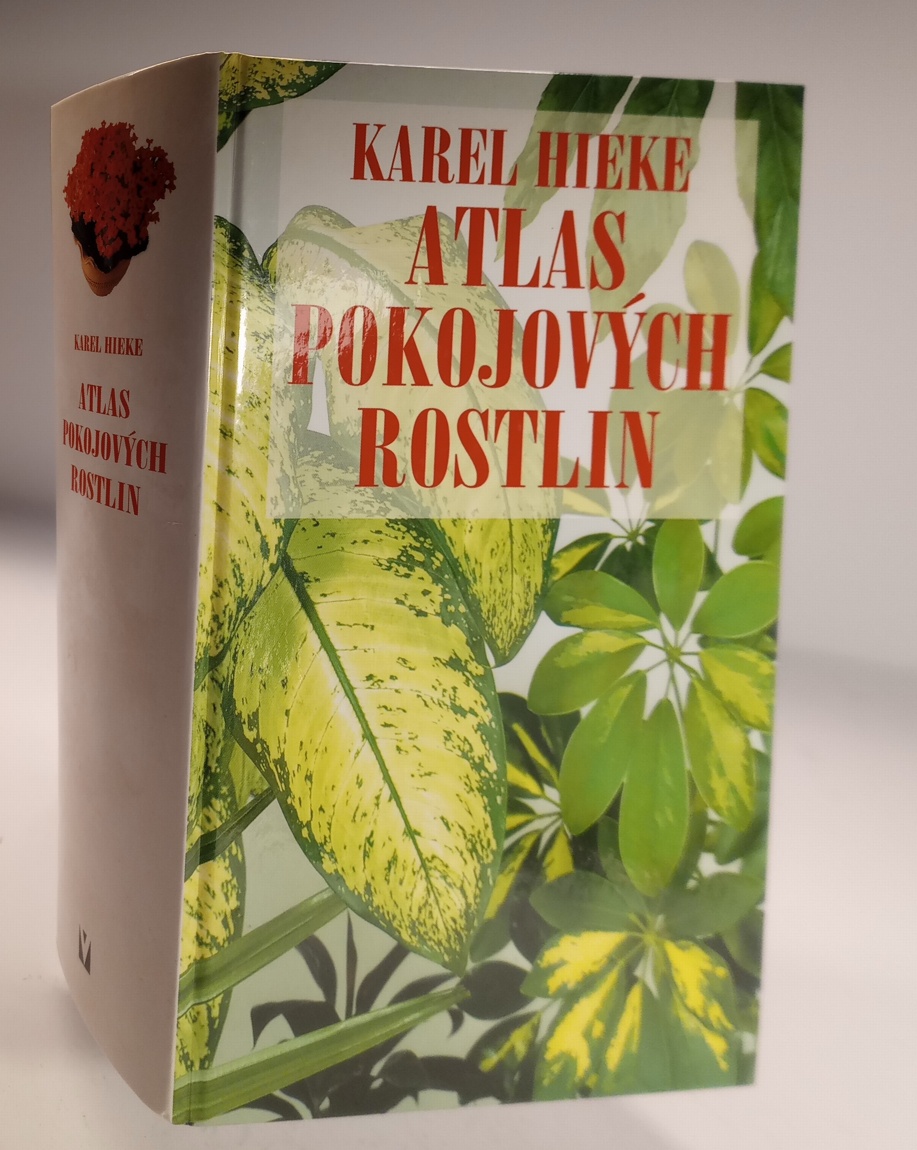 KAREL HIEKE
ATLAS
POKOJOVÝCH
ROSTLIN
KAREL HIEKE
ATLAS
POKOJOVÝCH
ROSTLIN